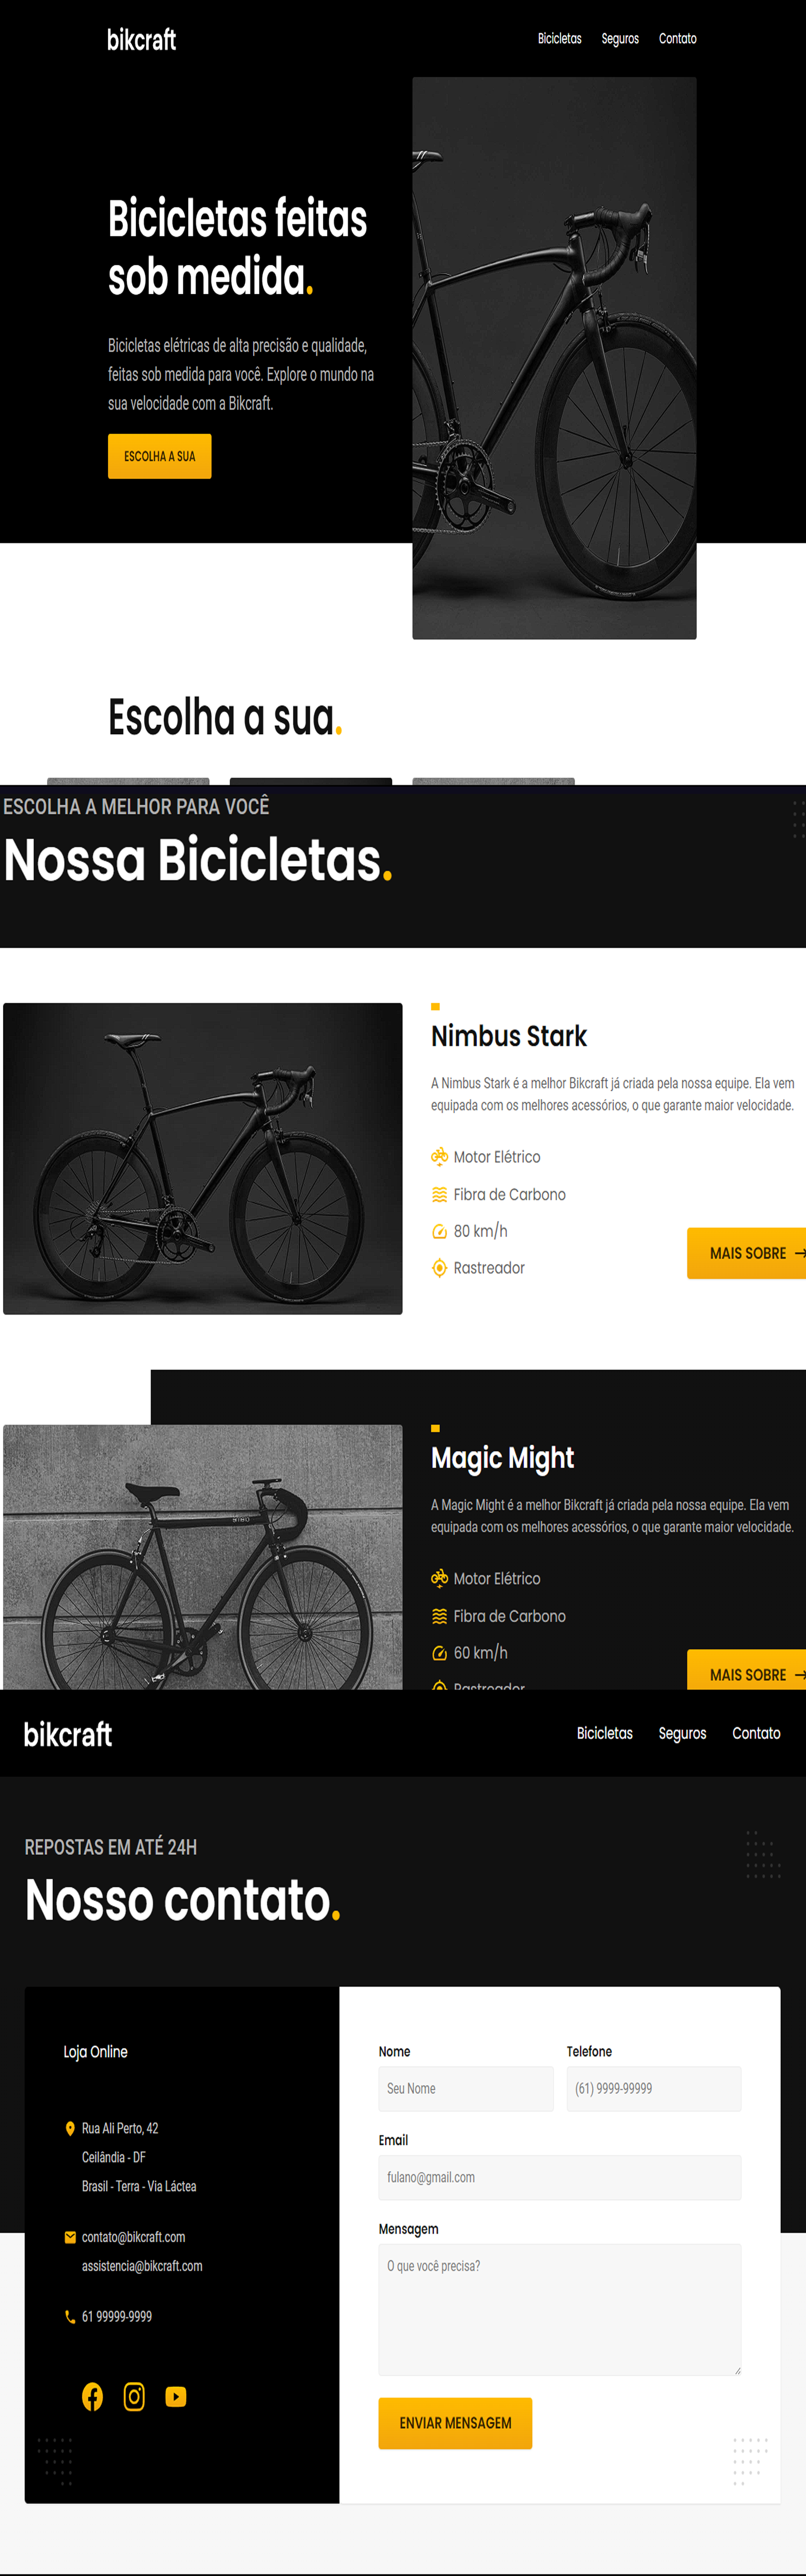 bikcraft
Bicicletas Seguros Contato
Bicicletas feitas
sob medida.
Bicicletas elétricas de alta precisão e qualidade,
feitas sob medida para você. Explore o mundo na
sua velocidade com a Bikcraft.
ESCOLHA A SUA
Escolha a sua.
ESCOLHA A MELHOR PARA VOCÊ
Nossa Bicicletas.
Nimbus Stark
A Nimbus Stark é a melhor Bikcraft já criada pela nossa equipe. Ela vem
equipada com os melhores acessórios, o que garante maior velocidade.
Motor Elétrico
Fibra de Carbono
80 km/h
Rastreador
MAIS SOBRE →
Magic Might
A Magic Might é a melhor Bikcraft já criada pela nossa equipe. Ela vem
equipada com os melhores acessórios, o que garante maior velocidade.
Motor Elétrico
Fibra de Carbono
60 km/h
Rastreador
MAIS SOBRE →
bikcraft
Bicicletas Seguros Contato
REPOSTAS EM ATÉ 24H
Nosso contato.
Loja Online
Rua Ali Perto, 42
Ceilândia - DF
Brasil - Terra - Via Láctea
contato@bikcraft.com
assistencia@bikcraft.com
61 99999-9999
Nome
Seu Nome
Telefone
(61) 9999-99999
Email
fulano@gmail.com
Mensagem
O que você precisa?
ENVIAR MENSAGEM